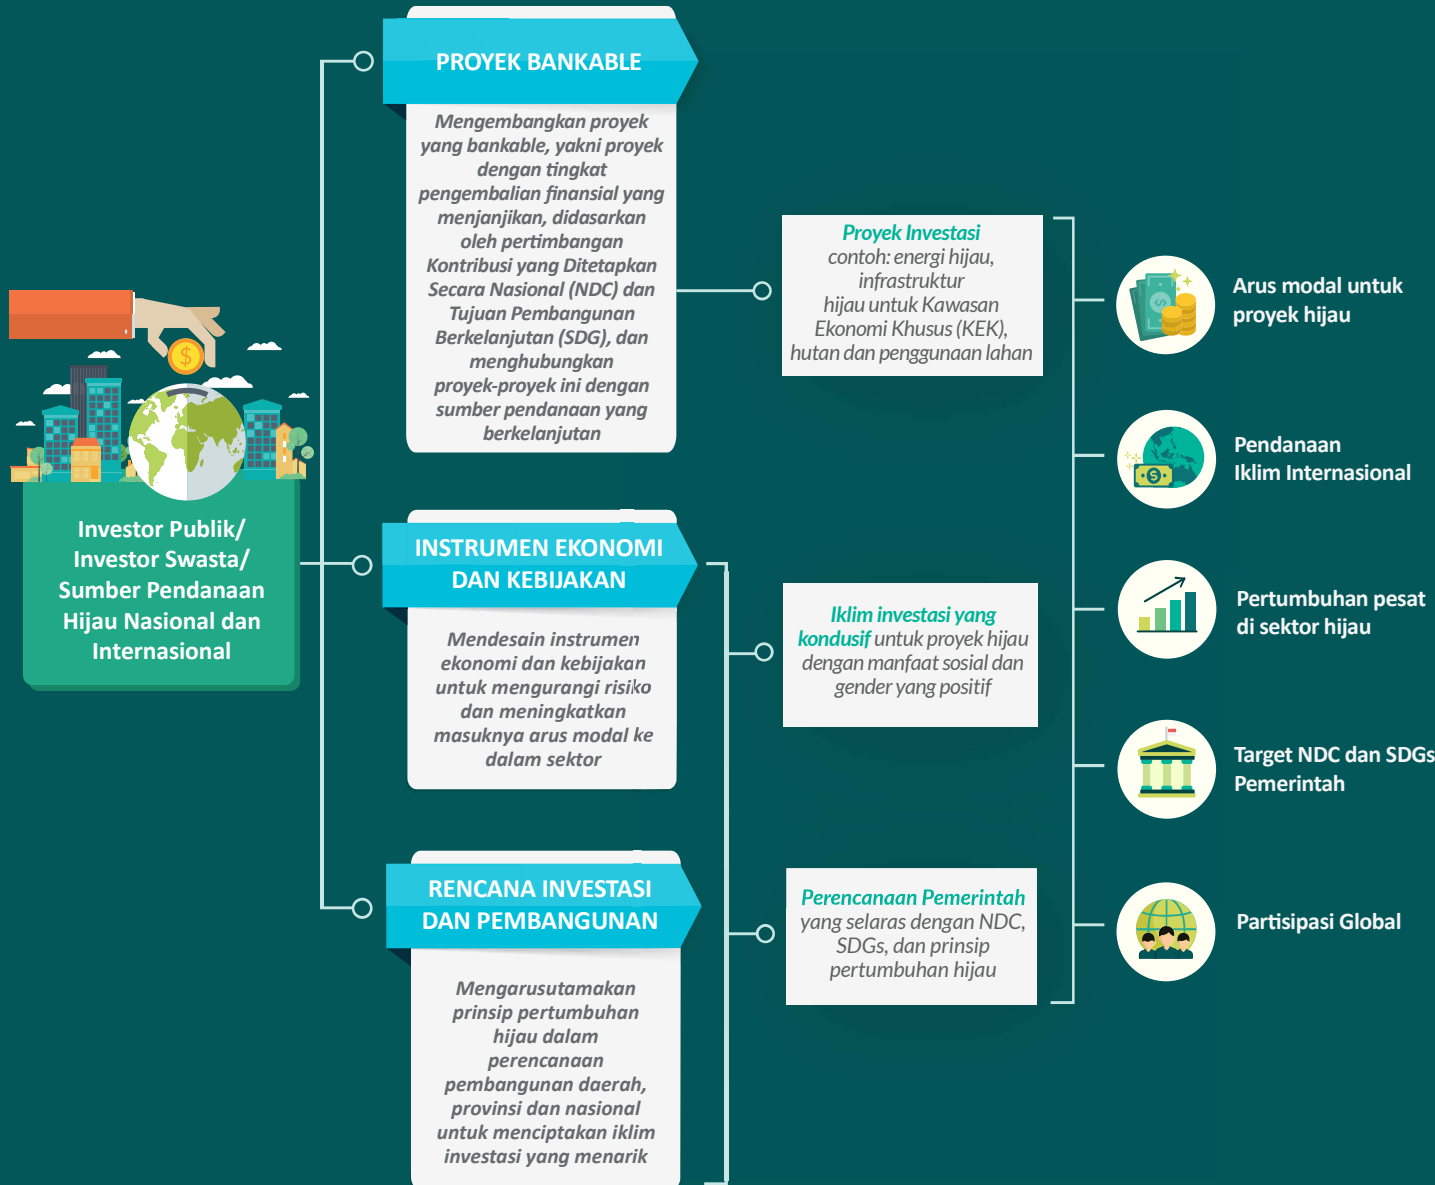 PROYEK BANKABLE
Mengembangkan proyek
yang bankable, yakni proyek
dengan tingkat
pengembalian finansial yang
menjanjikan, didasarkan
oleh pertimbangan
Kontribusi yang Ditetapkan
Secara Nasional (NDC) dan
Tujuan Pembangunan
Berkelanjutan (SDG), dan
menghubungkan
proyek-proyek ini dengan
sumber pendanaan yang
berkelanjutan
Investor Publik/
Investor Swasta/
Sumber Pendanaan
Hijau Nasional dan
Internasional
INSTRUMEN EKONOMI
DAN KEBIJAKAN
Mendesain instrumen
ekonomi dan kebijakan
untuk mengurangi risiko
dan meningkatkan
masuknya arus modal ke
dalam sektor
RENCANA INVESTASI
DAN PEMBANGUNAN
Mengarusutamakan
prinsip pertumbuhan
hijau dalam
perencanaan
pembangunan daerah,
provinsi dan nasional
untuk menciptakan iklim
investasi yang menarik
Proyek Investasi
contoh: energi hijau,
infrastruktur
hijau untuk Kawasan
Ekonomi Khusus (KEK),
hutan dan penggunaan lahan
Iklim investasi yang
kondusif untuk proyek hijau
dengan manfaat sosial dan
gender yang positif
Perencanaan Pemerintah
yang selaras dengan NDC,
SDGs, dan prinsip
pertumbuhan hijau
Arus modal untuk
proyek hijau
Pendanaan
Iklim Internasional
Pertumbuhan pesat
di sektor hijau
Target NDC dan SDGs
Pemerintah
Partisipasi Global